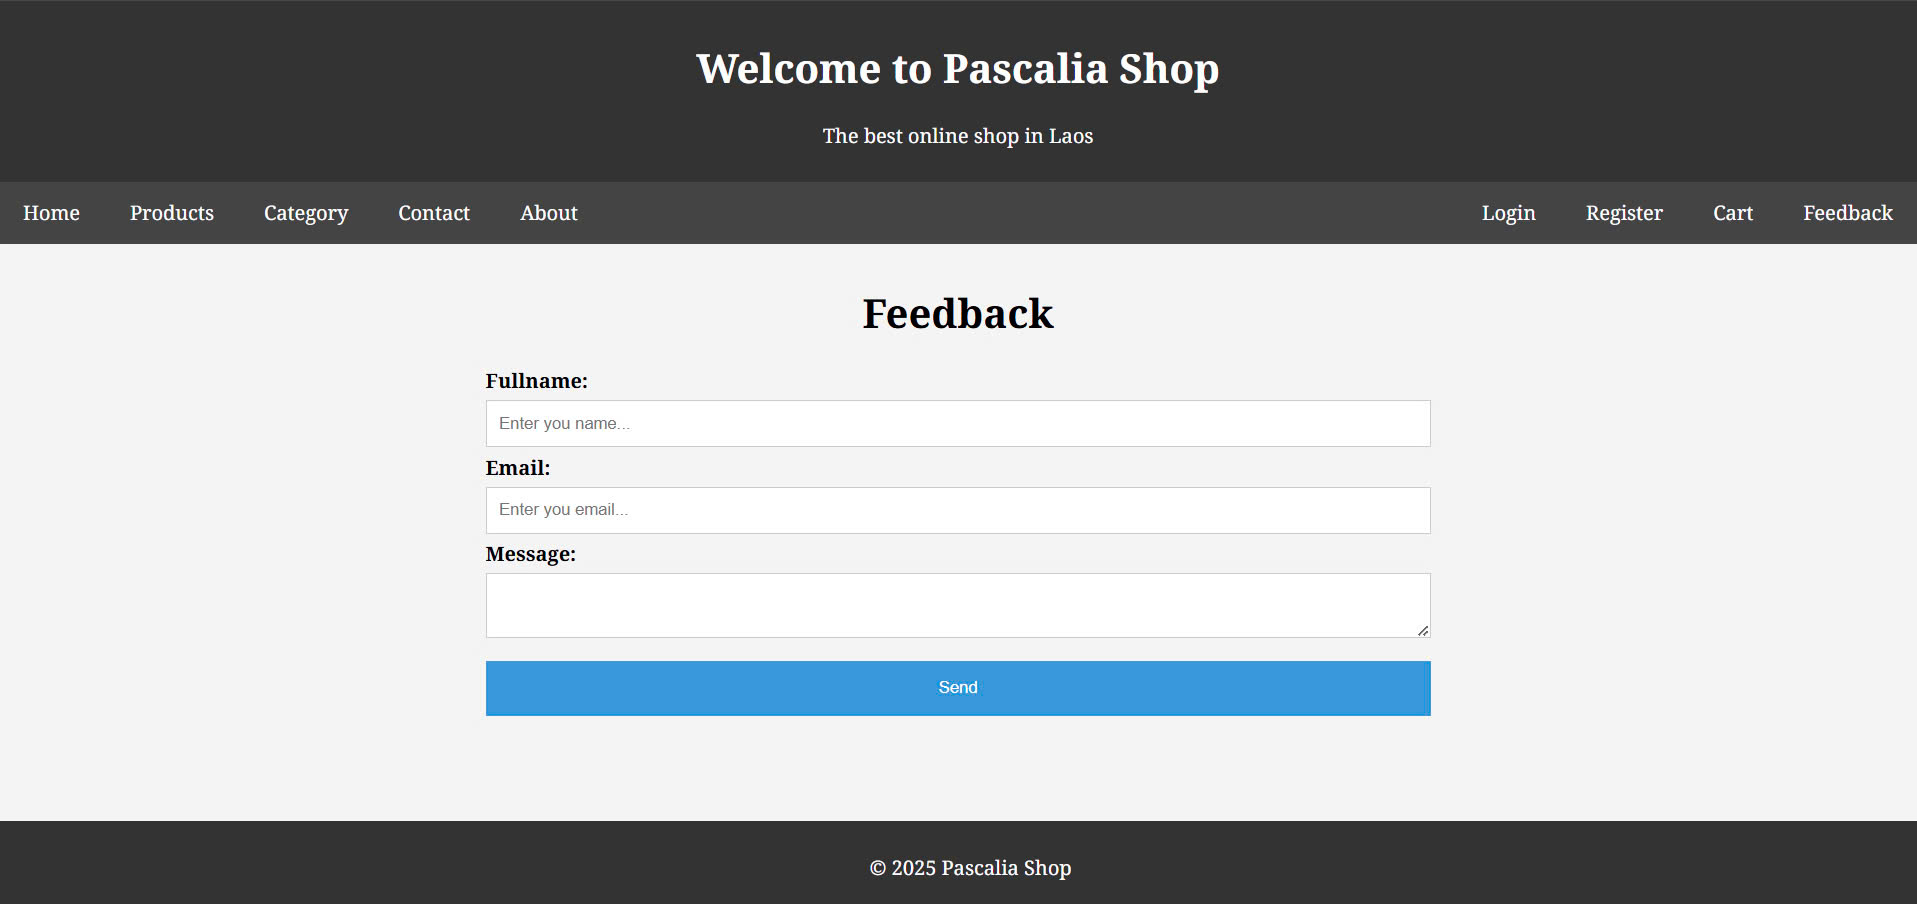 Welcome to Pascalia Shop
The best online shop in Laos
Home Products Category Contact About Login Register Cart Feedback
Feedback
Fullname:
Enter you name...
Email:
Enter you email...
Message:
Send
© 2025 Pascalia Shop